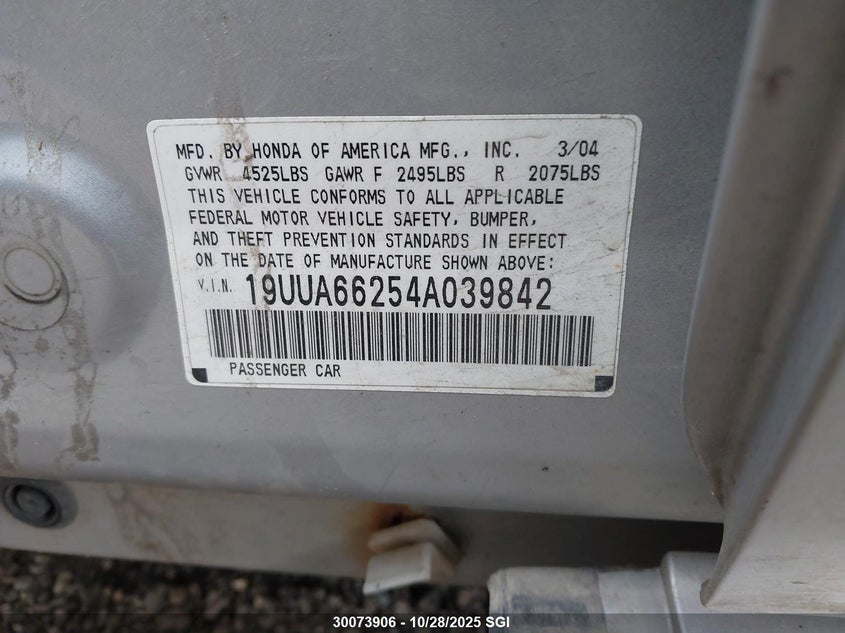 MFD. BY HONDA OF AMERICA MFG., INC. 3/04
GVWR 4525LBS GAWR F 2495LBS R 2075LBS
THIS VEHICLE CONFORMS TO ALL APPLICABLE
FEDERAL MOTOR VEHICLE SAFETY, BUMPER,
AND THEFT PREVENTION STANDARDS IN EFFECT
ON THE DATE OF MANUFACTURE SHOWN ABOVE:
V.I.N. 19UUA66254A039842
PASSENGER CAR
30073906 - 10/28/2025 SGI